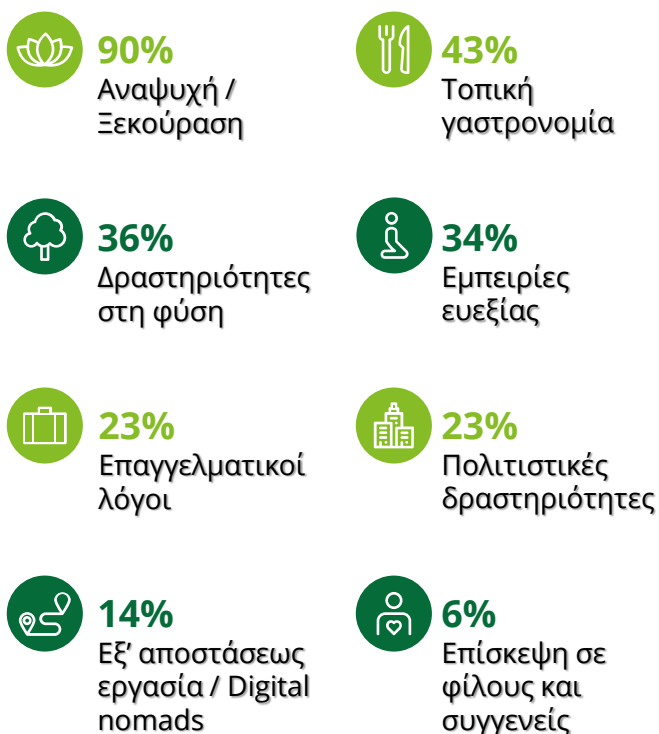 90%
Αναψυχή /
Ξεκούραση
43%
Τοπική
γαστρονομία
36%
Δραστηριότητες
στη φύση
34%
Εμπειρίες
ευεξίας
23%
Επαγγελματικοί
λόγοι
23%
Πολιτιστικές
δραστηριότητες
14%
Εξ’ αποστάσεως
εργασία / Digital
nomads
6%
Επίσκεψη σε
φίλους και
συγγενείς